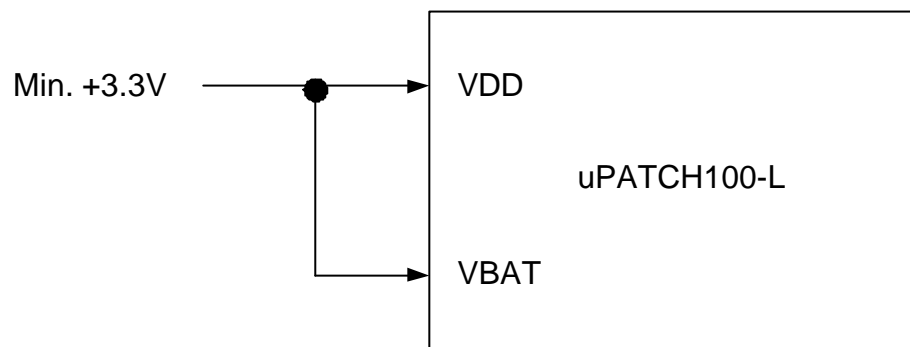 Min. +3.3V
VDD
uPATCH100-L
VBAT